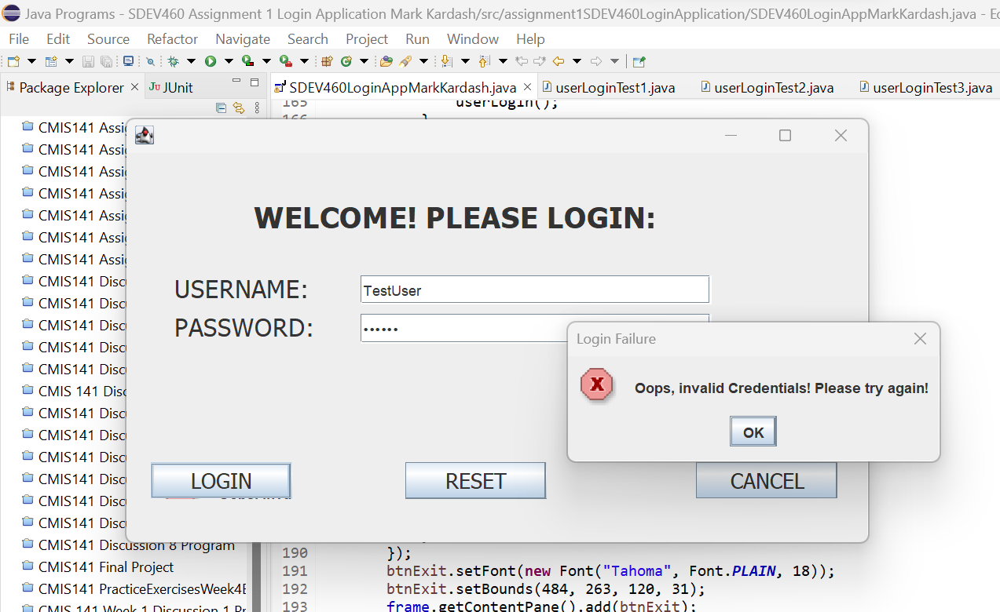 Java Programs - SDEV460 Assignment 1 Login Application Mark Kardash/src/assignment1SDEV460LoginApplication/SDEV460LoginAppMarkKardash.java - Ec
File Edit Source Refactor Navigate Search Project Run Window Help
Package Explorer JUnit SDEV460LoginAppMarkKardash.java userLoginTest1.java userLoginTest2.java userLoginTest3.java
165 userLogin();
166 }
CMIS141 Assi
CMIS141 Assi
CMIS141 Assi
CMIS141 Assi
CMIS141 Assi
CMIS141 Assi
CMIS141 Assi
CMIS141 Disc
CMIS141 Disc
CMIS141 Disc
CMIS141 Disc
CMIS141 Disc
CMIS 141 Disc
CMIS141 Disc
CMIS141 Disc
CMIS141 Disc
CMIS141 Disc
CMIS141 Disc
CMIS141 Disc
CMIS141 Discussion 8 Program
CMIS141 Final Project
CMIS141 PracticeExercisesWeek4E
CMIS 141 Week 1 Discussion 1 Pr
WELCOME! PLEASE LOGIN:
USERNAME: TestUser
PASSWORD: ••••••
Login Failure
X Oops, invalid Credentials! Please try again!
OK
LOGIN RESET CANCEL
190 });
191 btnExit.setFont(new Font("Tahoma", Font.PLAIN, 18));
192 btnExit.setBounds(484, 263, 120, 31);
193 frame.getContentPane().add(btnExit);